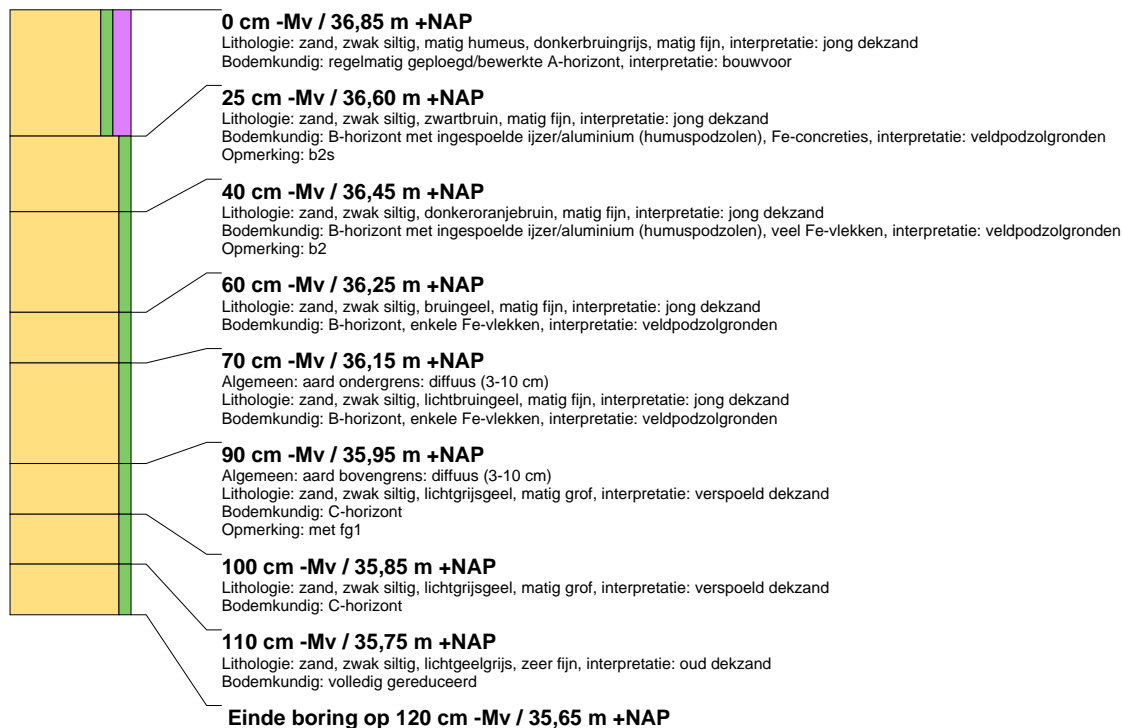 0 cm -Mv / 36,85 m +NAP
Lithologie: zand, zwak siltig, matig humeus, donkerbruingrijs, matig fijn, interpretatie: jong dekzand
Bodemkundig: regelmatig geploegd/bewerkte A-horizont, interpretatie: bouwvoor
25 cm -Mv / 36,60 m +NAP
Lithologie: zand, zwak siltig, zwartbruin, matig fijn, interpretatie: jong dekzand
Bodemkundig: B-horizont met ingespoelde ijzer/aluminium (humuspodzolen), Fe-concreties, interpretatie: veldpodzolgronden
Opmerking: b2s
40 cm -Mv / 36,45 m +NAP
Lithologie: zand, zwak siltig, donkeroranjebruin, matig fijn, interpretatie: jong dekzand
Bodemkundig: B-horizont met ingespoelde ijzer/aluminium (humuspodzolen), veel Fe-vlekken, interpretatie: veldpodzolgronden
Opmerking: b2
60 cm -Mv / 36,25 m +NAP
Lithologie: zand, zwak siltig, bruingeel, matig fijn, interpretatie: jong dekzand
Bodemkundig: B-horizont, enkele Fe-vlekken, interpretatie: veldpodzolgronden
70 cm -Mv / 36,15 m +NAP
Algemeen: aard ondergrens: diffuus (3-10 cm)
Lithologie: zand, zwak siltig, lichtbruingeel, matig fijn, interpretatie: jong dekzand
Bodemkundig: B-horizont, enkele Fe-vlekken, interpretatie: veldpodzolgronden
90 cm -Mv / 35,95 m +NAP
Algemeen: aard bovengrens: diffuus (3-10 cm)
Lithologie: zand, zwak siltig, lichtgrijsgeel, matig grof, interpretatie: verspoeld dekzand
Bodemkundig: C-horizont
Opmerking: met fg1
100 cm -Mv / 35,85 m +NAP
Lithologie: zand, zwak siltig, lichtgrijsgeel, matig grof, interpretatie: verspoeld dekzand
Bodemkundig: C-horizont
110 cm -Mv / 35,75 m +NAP
Lithologie: zand, zwak siltig, lichtgeelgrijs, zeer fijn, interpretatie: oud dekzand
Bodemkundig: volledig gereduceerd
Einde boring op 120 cm -Mv / 35,65 m +NAP